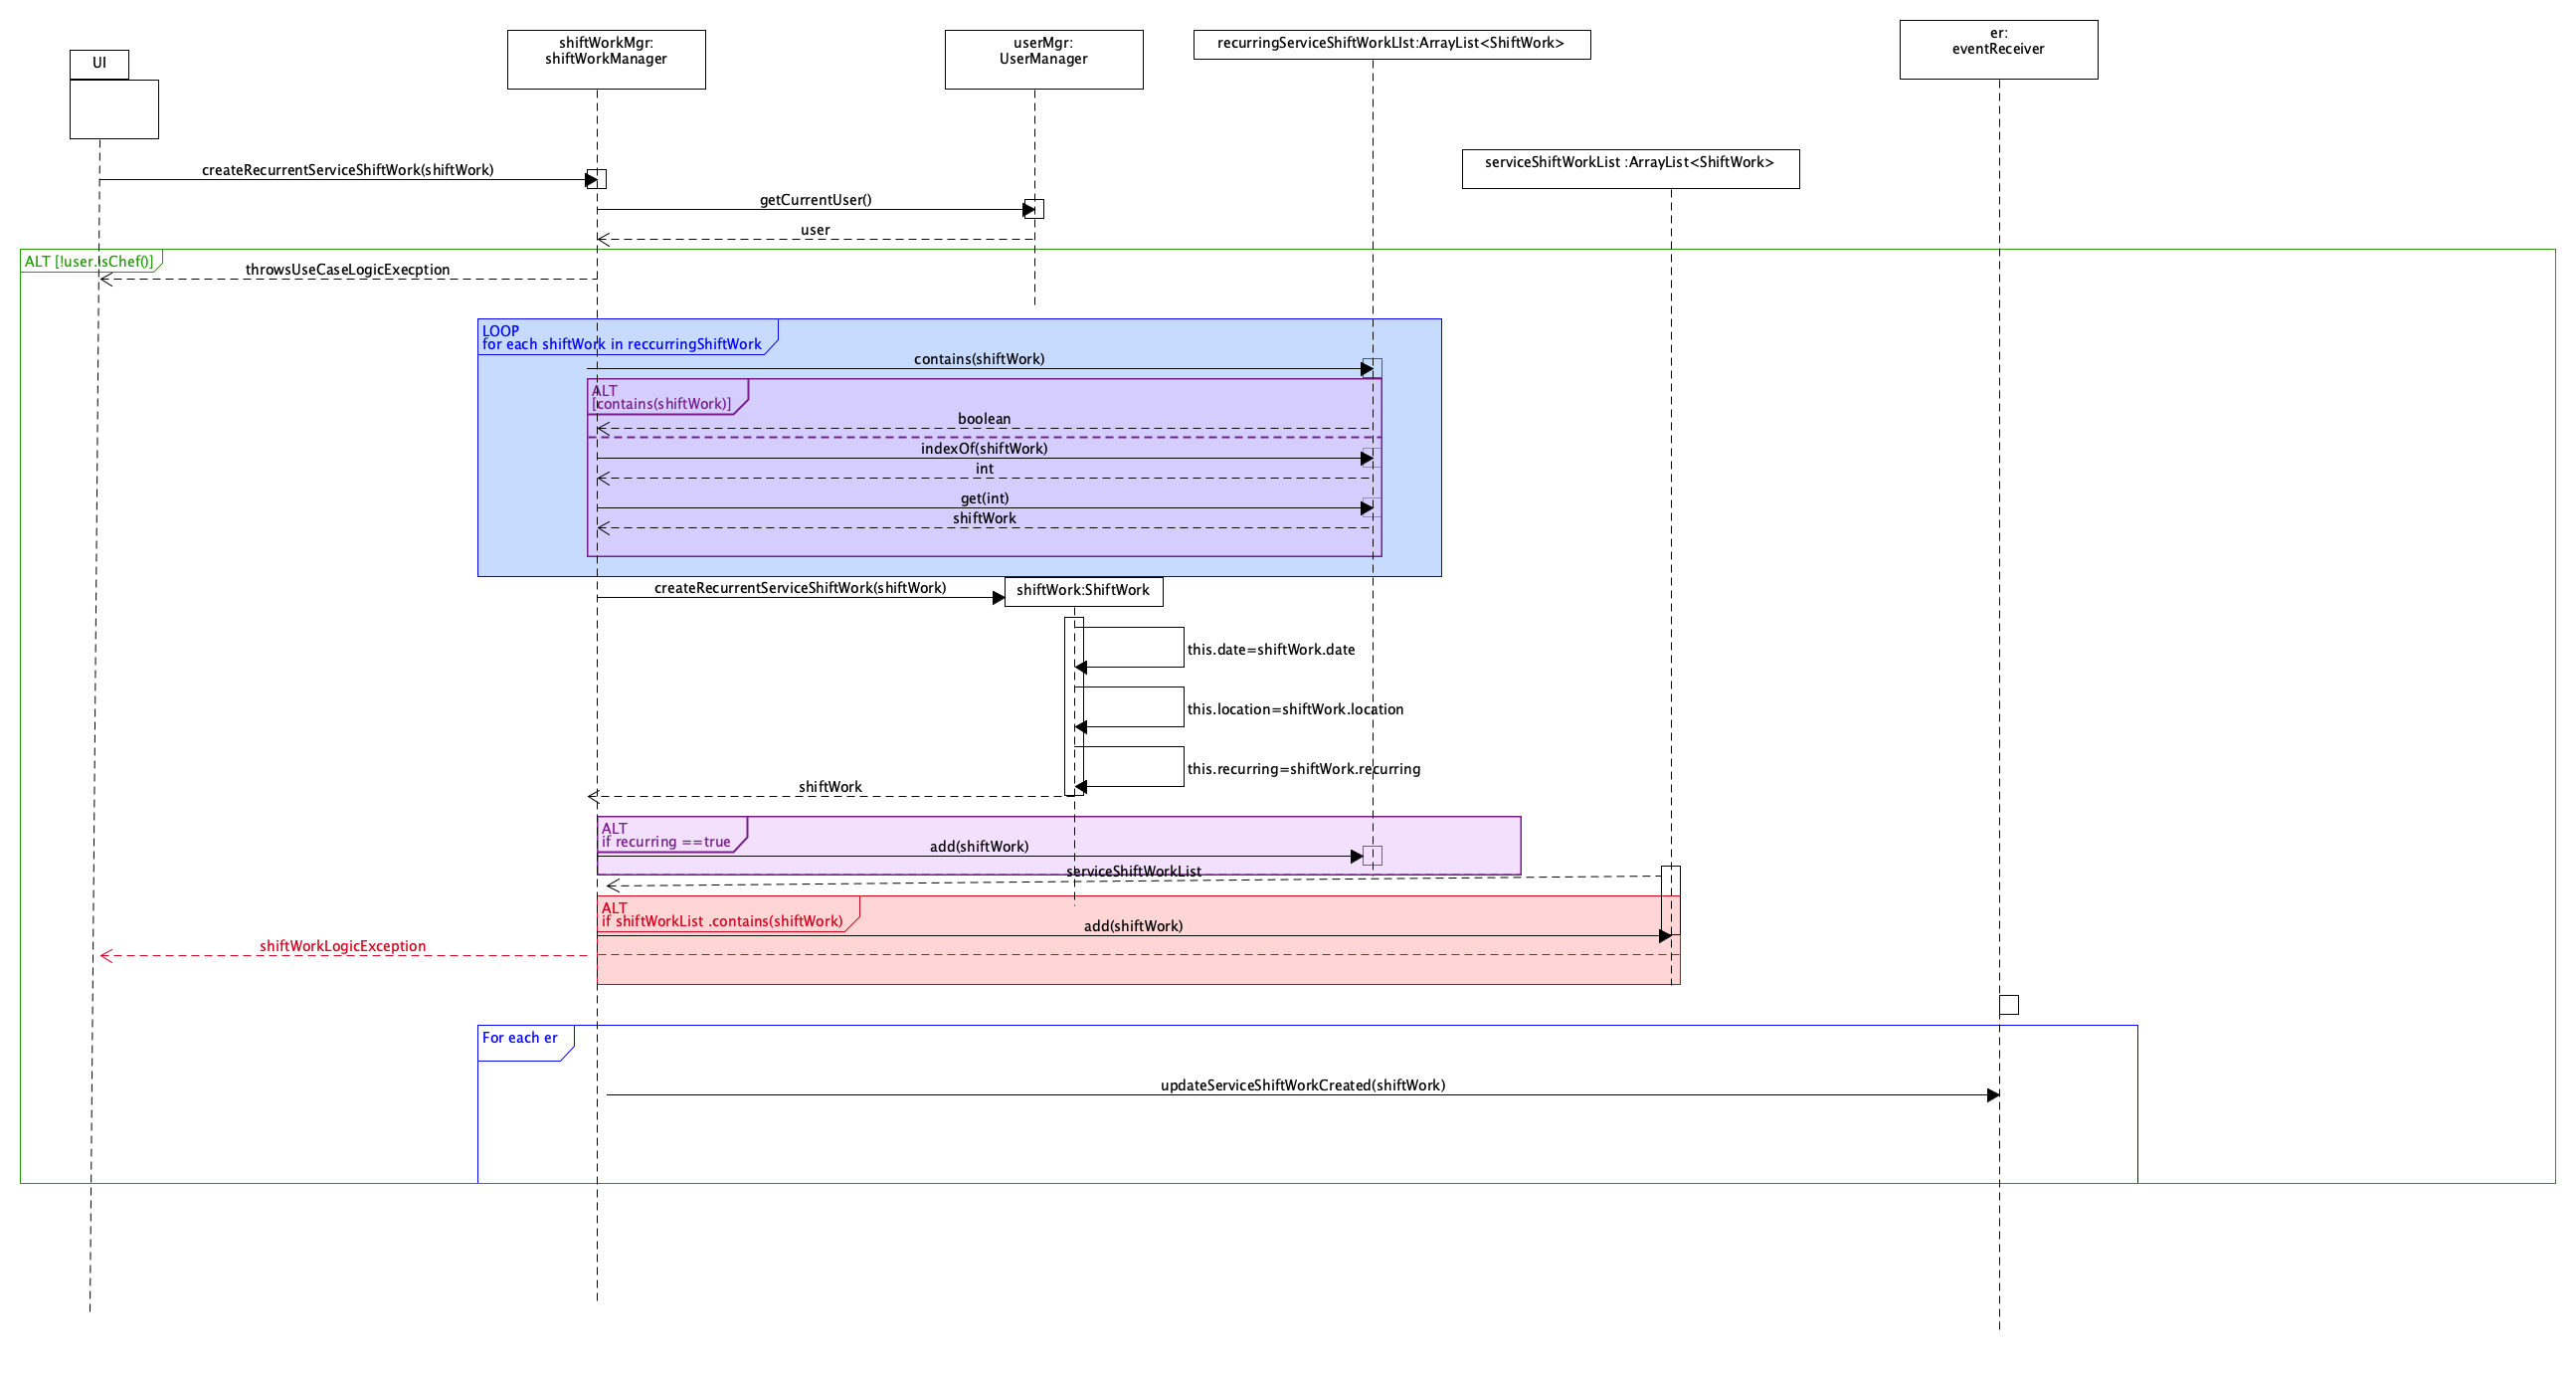 UI
shiftWorkMgr:
shiftWorkManager
userMgr:
UserManager
recurringServiceShiftWorkLIst:ArrayList<ShiftWork>
er:
eventReceiver
serviceShiftWorkList :ArrayList<ShiftWork>
createRecurrentServiceShiftWork(shiftWork)
getCurrentUser()
user
ALT [!user.isChef()]
throwsUseCaseLogicExecption
LOOP
for each shiftWork in reccurringShiftWork
contains(shiftWork)
ALT
[contains(shiftWork)]
boolean
indexOf(shiftWork)
int
get(int)
shiftWork
createRecurrentServiceShiftWork(shiftWork)
shiftWork:ShiftWork
this.date=shiftWork.date
this.location=shiftWork.location
this.recurring=shiftWork.recurring
shiftWork
ALT
if recurring ==true
add(shiftWork)
serviceShiftWorkList
ALT
if shiftWorkList .contains(shiftWork)
add(shiftWork)
shiftWorkLogicException
For each er
updateServiceShiftWorkCreated(shiftWork)